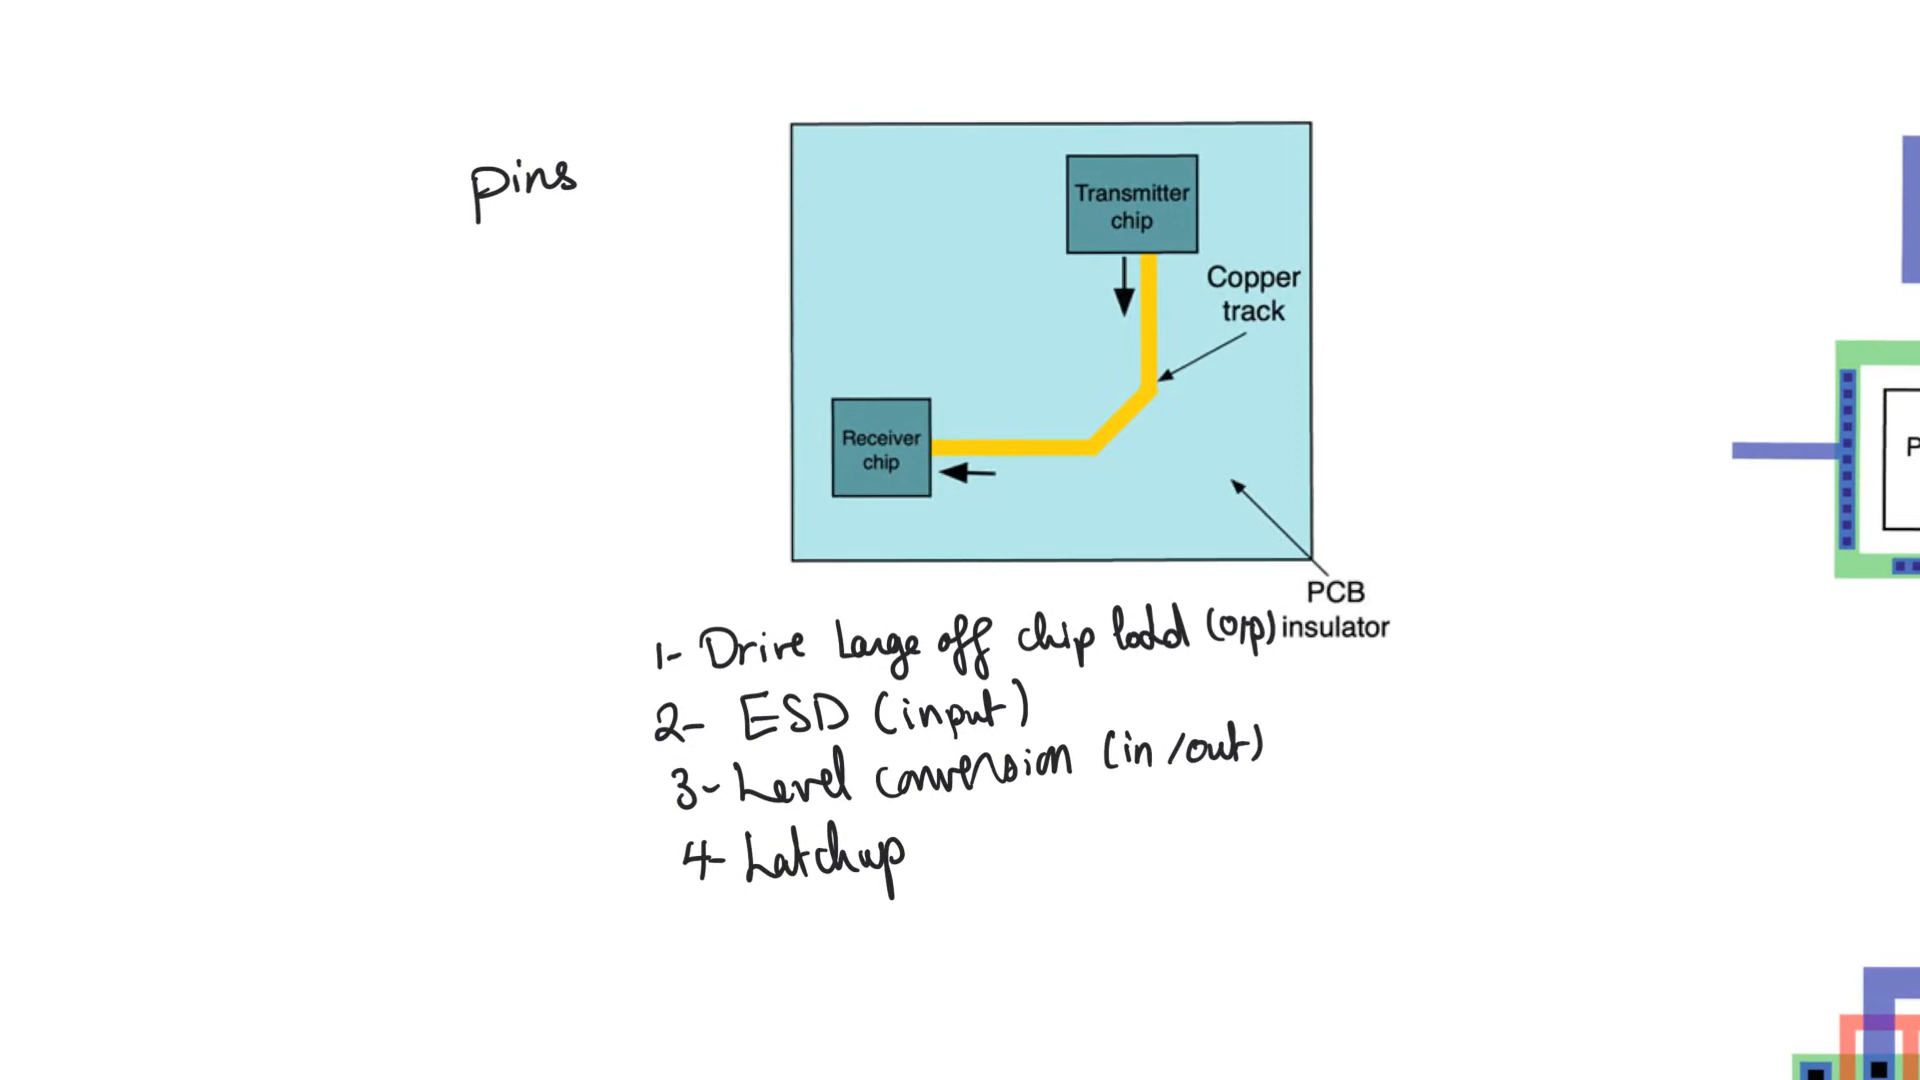 pins
Transmitter
chip
Copper
track
Receiver
chip
PCB
insulator
1- Drive Large off chip load (o/p)
2- ESD (input)
3- Level conversion (in/out)
4- Latchup
P